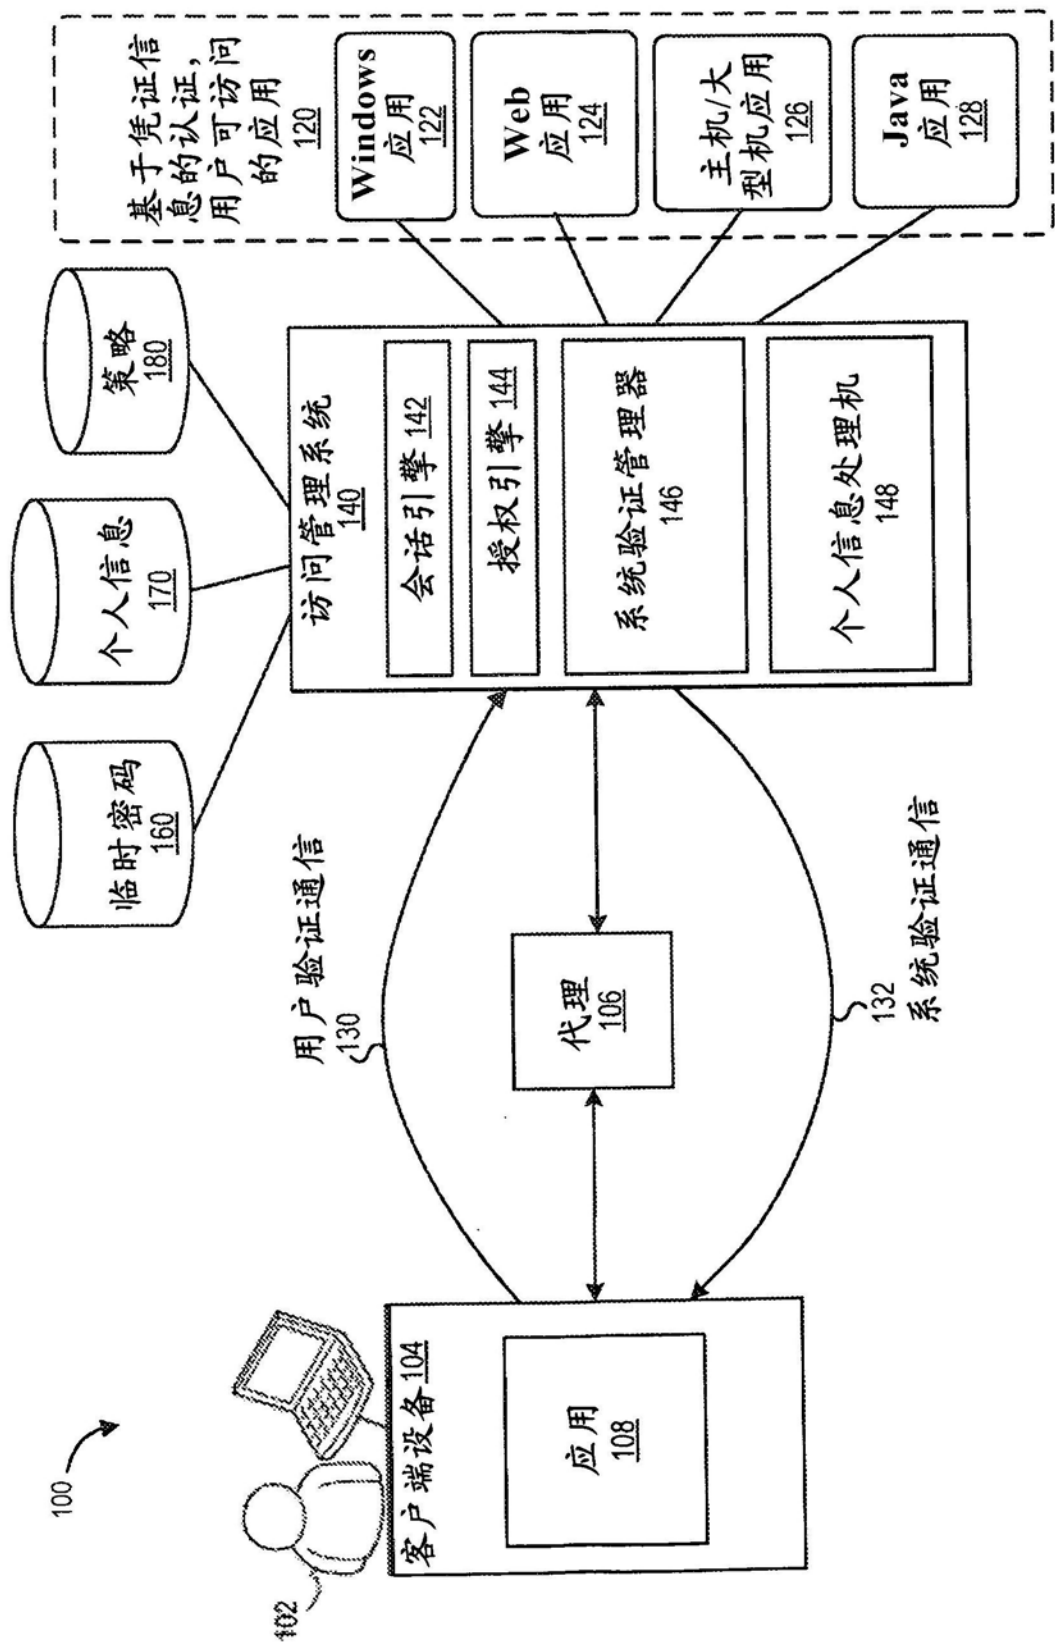 100
102
客户端设备104
应用
108
用户验证通信
130
代理
106
132
系统验证通信
临时密码
160
个人信息
170
策略
180
访问管理系统
140
会话引擎 142
授权引擎 144
系统验证管理器
146
个人信息处理机
148
基于凭证信
息的认证,
用户可访问
的应用
120
Windows
应用
122
Web
应用
124
主机/大
型机应用
126
Java
应用
128